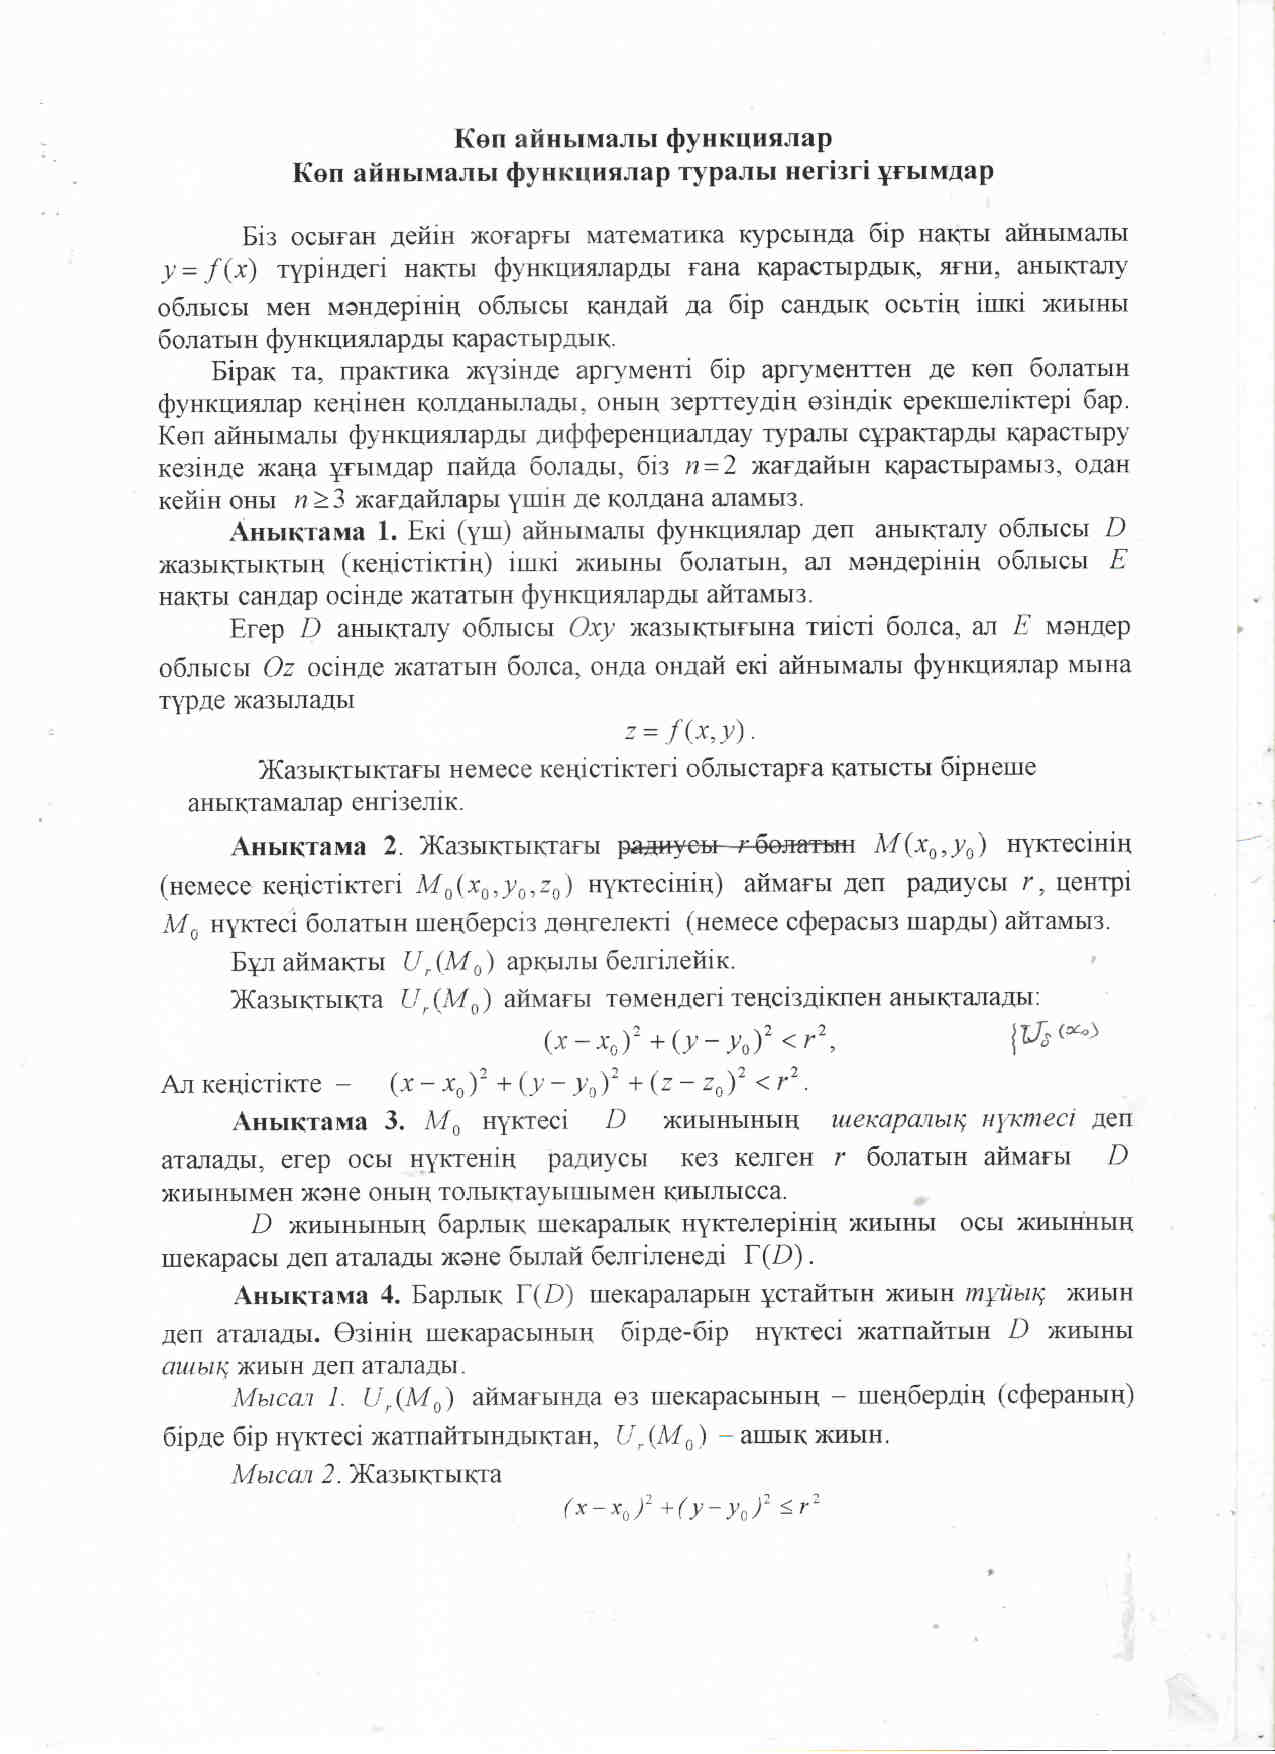 Көп айнымалы функциялар
Көп айнымалы функциялар туралы негізгі ұғымдар
Біз осыған дейін жоғарғы математика курсында бір нақты айнымалы
y = f(x) түріндегі нақты функцияларды ғана қарастырдық, яғни, анықталу
облысы мен мәндерінің облысы қандай да бір сандық осьтің ішкі жиыны
болатын функцияларды қарастырдық.
Бірақ та, практика жүзінде аргументі бір аргументтен де көп болатын
функциялар кеңінен қолданылады, оның зерттеудің өзіндік ерекшеліктері бар.
Көп айнымалы функцияларды дифференциалдау туралы сұрақтарды қарастыру
кезінде жаңа ұғымдар пайда болады, біз n=2 жағдайын қарастырамыз, одан
кейін оны n≥3 жағдайлары үшін де қолдана аламыз.
Анықтама 1. Екі (үш) айнымалы функциялар деп анықталу облысы D
жазықтықтың (кеңістіктің) ішкі жиыны болатын, ал мәндерінің облысы E
нақты сандар осінде жататын функцияларды айтамыз.
Егер D анықталу облысы Oxy жазықтығына тиісті болса, ал E мәндер
облысы Oz осінде жататын болса, онда ондай екі айнымалы функциялар мына
түрде жазылады
z = f(x,y).
Жазықтықтағы немесе кеңістіктегі облыстарға қатысты бірнеше
анықтамалар енгізелік.
Анықтама 2. Жазықтықтағы радиусы r болатын M(x₀,y₀) нүктесінің
(немесе кеңістіктегі M₀(x₀,y₀,z₀) нүктесінің) аймағы деп радиусы r, центрі
M₀ нүктесі болатын шеңберсіз дөңгелекті (немесе сферасыз шарды) айтамыз.
Бұл аймақты Uᵣ(M₀) арқылы белгілейік.
Жазықтықта Uᵣ(M₀) аймағы төмендегі теңсіздікпен анықталады:
(x − x₀)² + (y − y₀)² < r², {U_δ(x₀)
Ал кеңістікте – (x − x₀)² + (y − y₀)² + (z − z₀)² < r².
Анықтама 3. M₀ нүктесі D жиынының шекаралық нүктесі деп
аталады, егер осы нүктенің радиусы кез келген r болатын аймағы D
жиынымен және оның толықтауышымен қиылысса.
D жиынының барлық шекаралық нүктелерінің жиыны осы жиынның
шекарасы деп аталады және былай белгіленеді Γ(D).
Анықтама 4. Барлық Γ(D) шекараларын ұстайтын жиын тұйық жиын
деп аталады. Өзінің шекарасының бірде-бір нүктесі жатпайтын D жиыны
ашық жиын деп аталады.
Мысал 1. Uᵣ(M₀) аймағында өз шекарасының – шеңбердің (сфераның)
бірде бір нүктесі жатпайтындықтан, Uᵣ(M₀) – ашық жиын.
Мысал 2. Жазықтықта
(x−x₀)² +(y−y₀)² ≤ r²